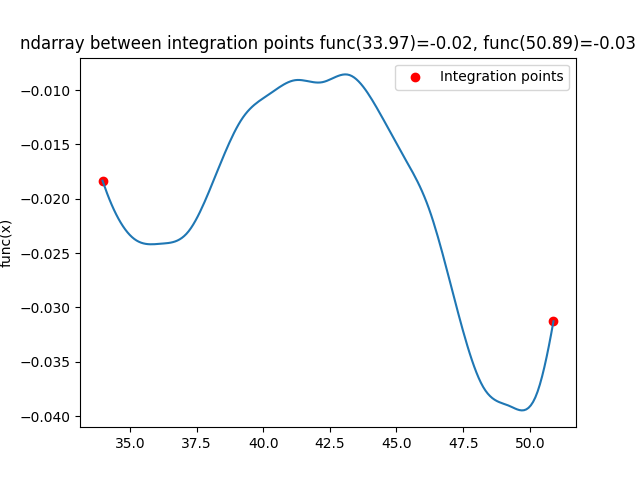 ndarray between integration points func(33.97)=-0.02, func(50.89)=-0.03
Integration points
−0.010
−0.015
−0.020
−0.025
−0.030
−0.035
−0.040
func(x)
35.0 37.5 40.0 42.5 45.0 47.5 50.0